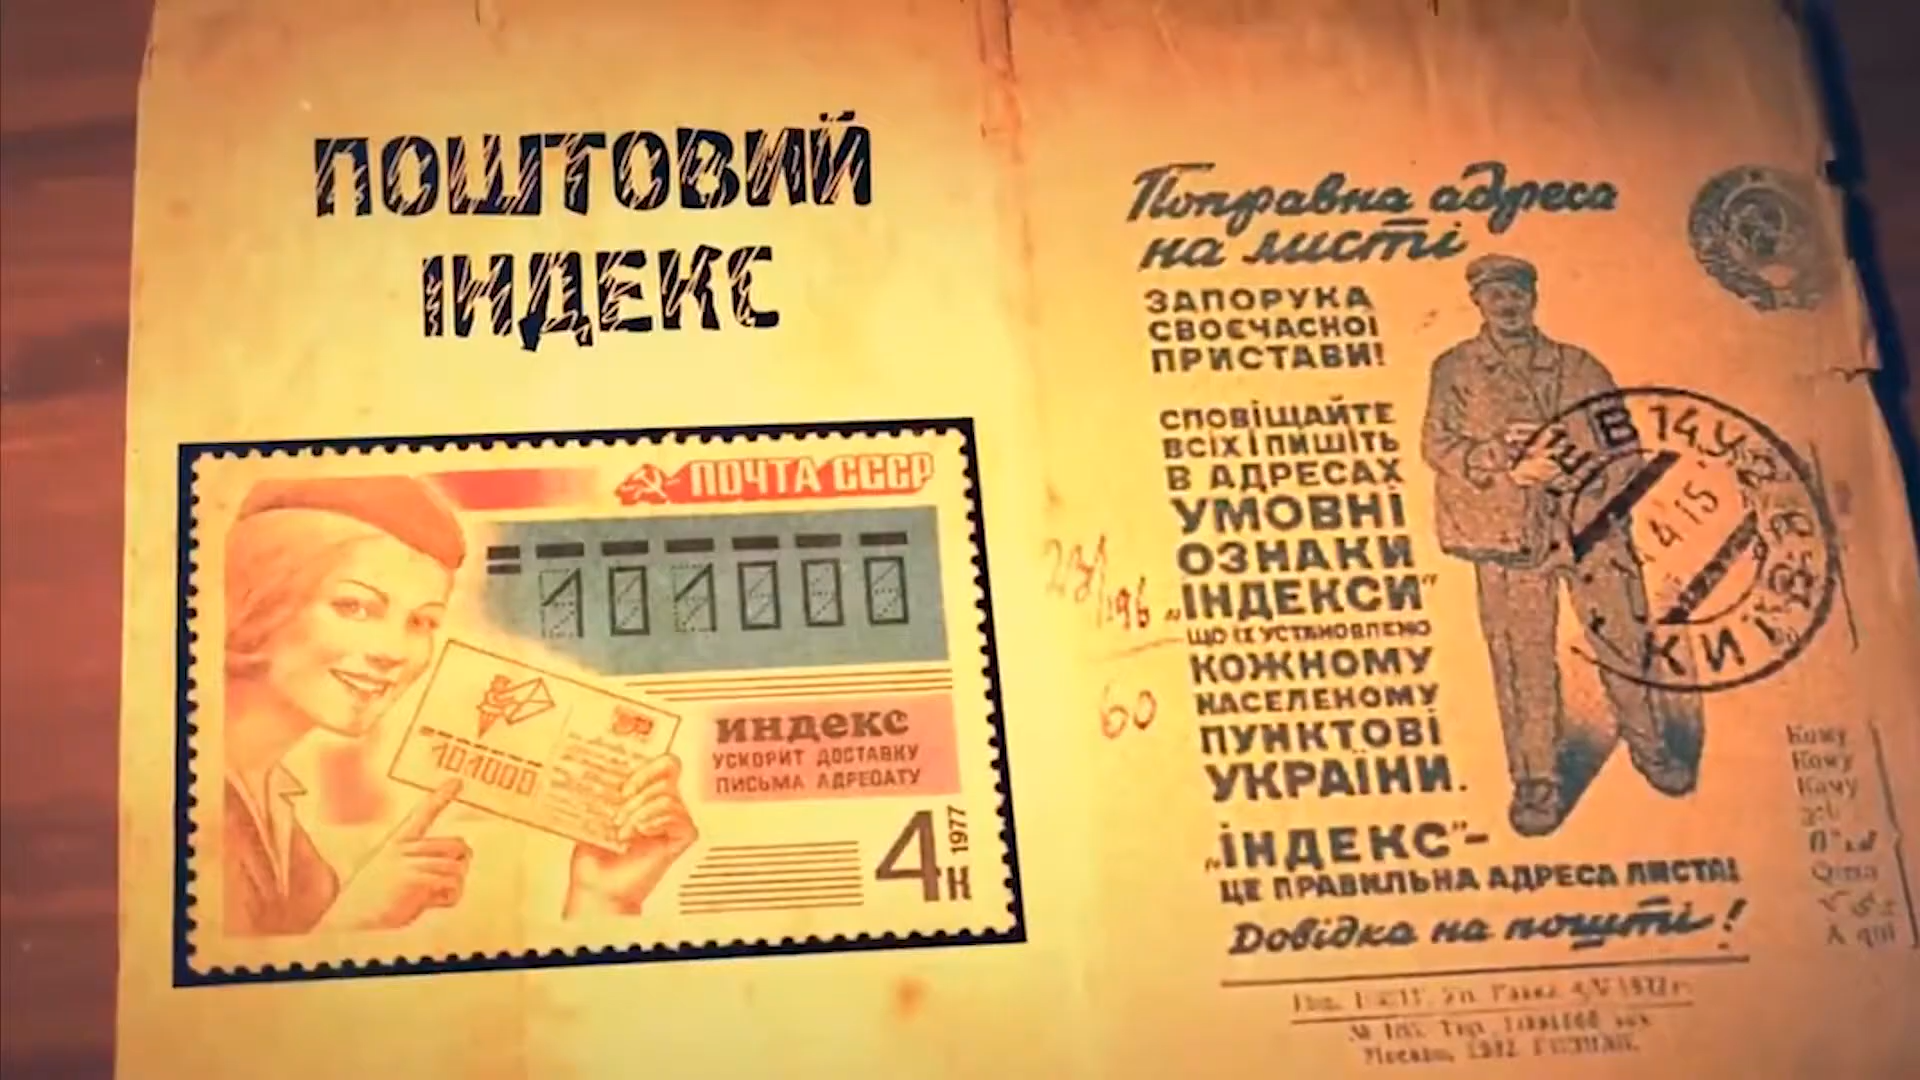 ПОШТОВИЙ
ІНДЕКС
ПОЧТА СССР
101000
101000
индекс
УСКОРИТ ДОСТАВКУ
ПИСЬМА АДРЕСАТУ
4к
1977
Поправна адреса
на листі
ЗАПОРУКА
СВОЄЧАСНОІ
ПРИСТАВИ!
СПОВІЩАЙТЕ
ВСІХ І ПИШІТЬ
В АДРЕСАХ
УМОВНІ
ОЗНАКИ
„ІНДЕКСИ"
ЩО ЇХ УСТАНОВЛЕНО
КОЖНОМУ
НАСЕЛЕНОМУ
ПУНКТОВІ
УКРАЇНИ.
„ІНДЕКС"–
ЦЕ ПРАВИЛЬНА АДРЕСА ЛИСТА!
Довідка на пошті!
КИЇВ
60
Кому
Кому